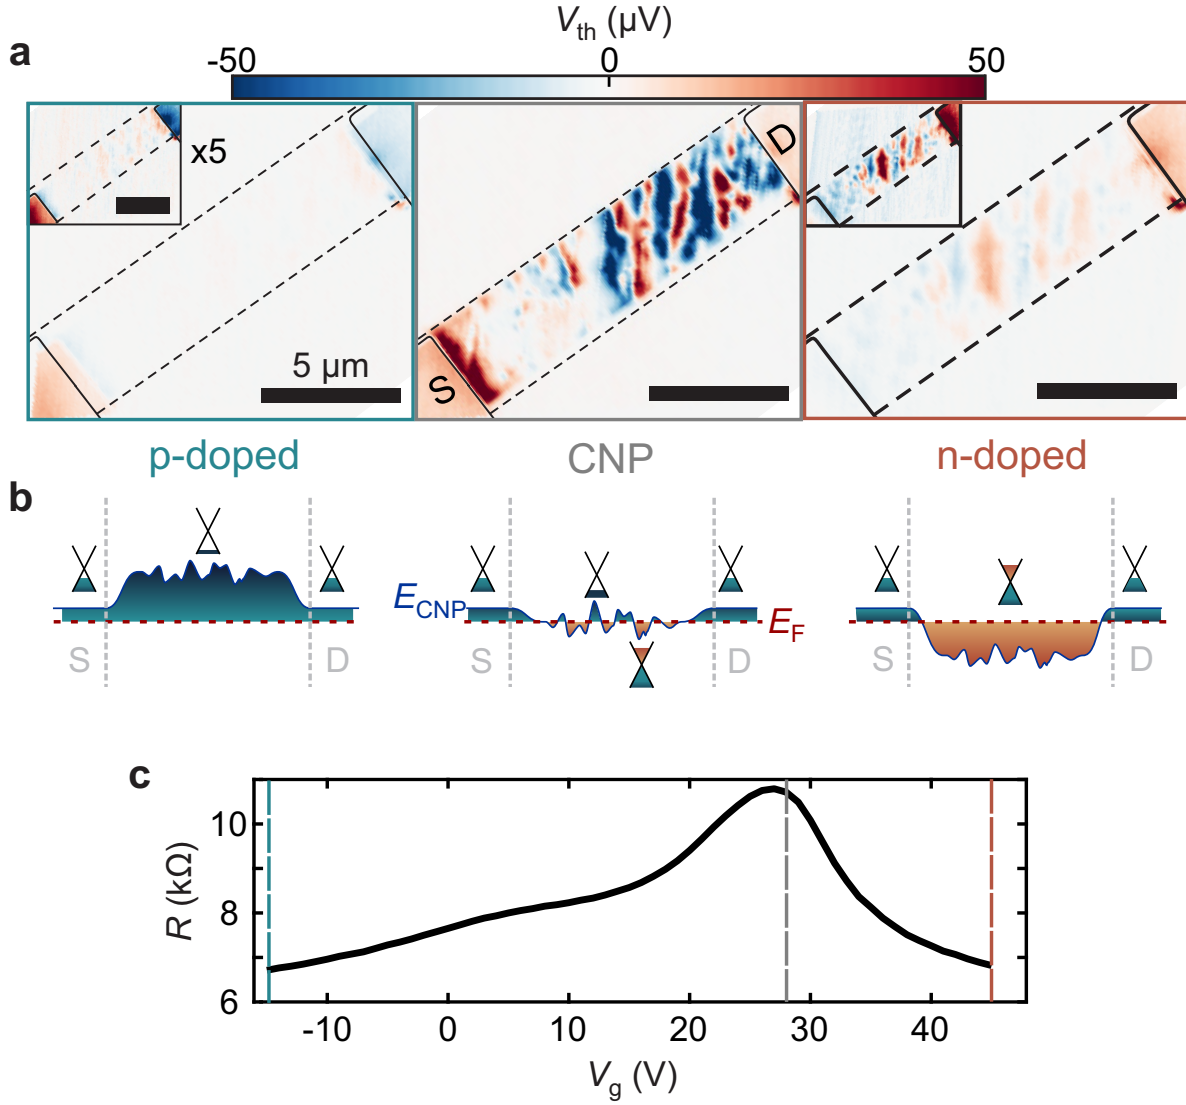 a
V_th (μV)
-50 0 50
x5
5 μm
S
D
p-doped CNP n-doped
b
E_CNP
E_F
S D S D S D
c
R (kΩ)
10
8
6
-10 0 10 20 30 40
V_g (V)